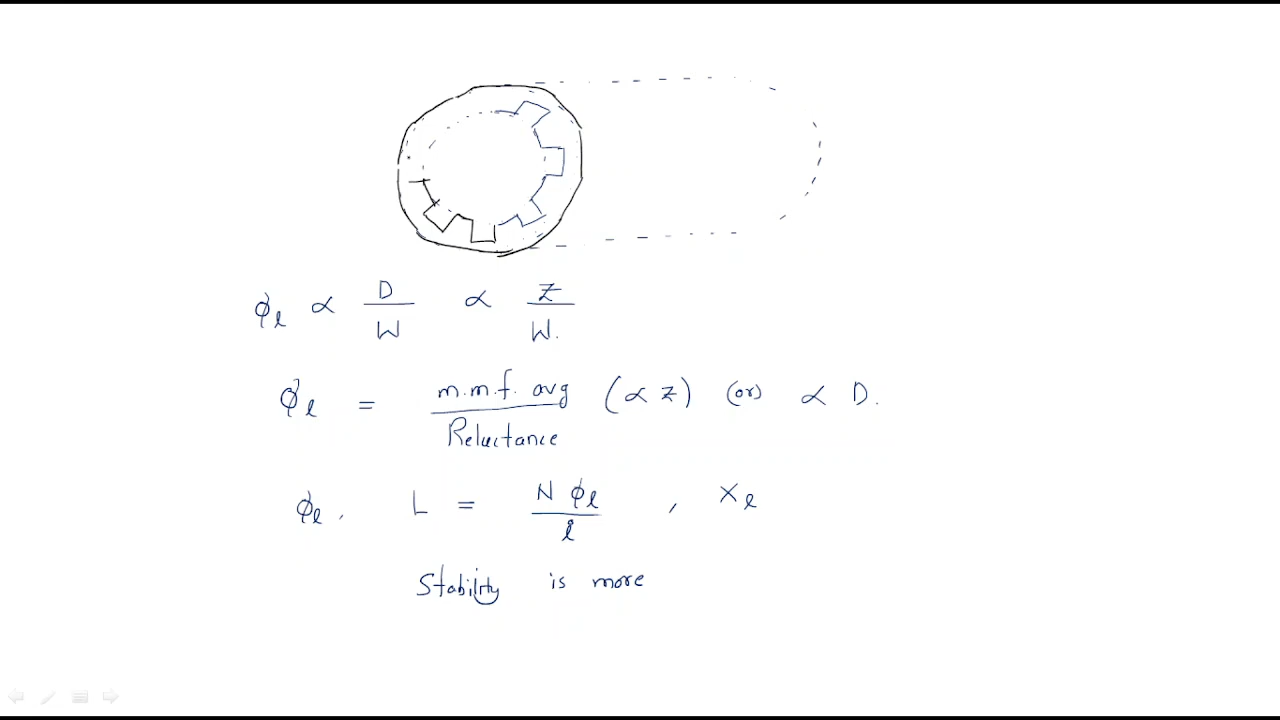 ϕl ∝ D/W ∝ Z/W.
ϕl = m.m.f. avg/Reluctance (∝ Z) (or) ∝ D.
ϕl, L = N ϕl/i, Xl
Stability is more